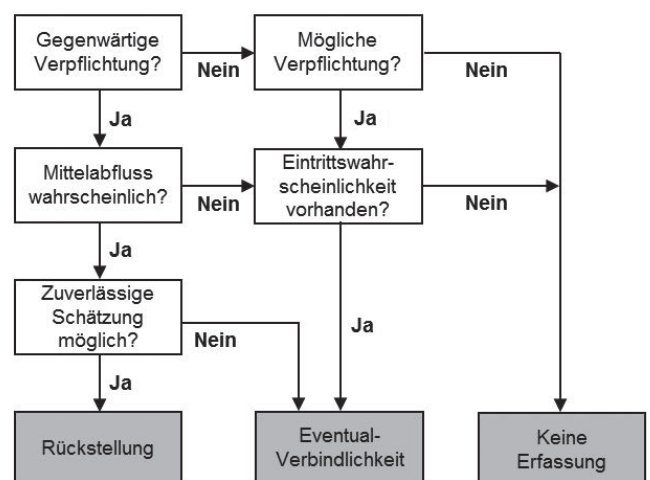 Gegenwärtige
Verpflichtung?
Nein
Mögliche
Verpflichtung?
Nein
Ja
Ja
Mittelabfluss
wahrscheinlich?
Nein
Eintrittswahr-
scheinlichkeit
vorhanden?
Nein
Ja
Zuverlässige
Schätzung
möglich?
Nein
Ja
Ja
Rückstellung
Eventual-
Verbindlichkeit
Keine
Erfassung